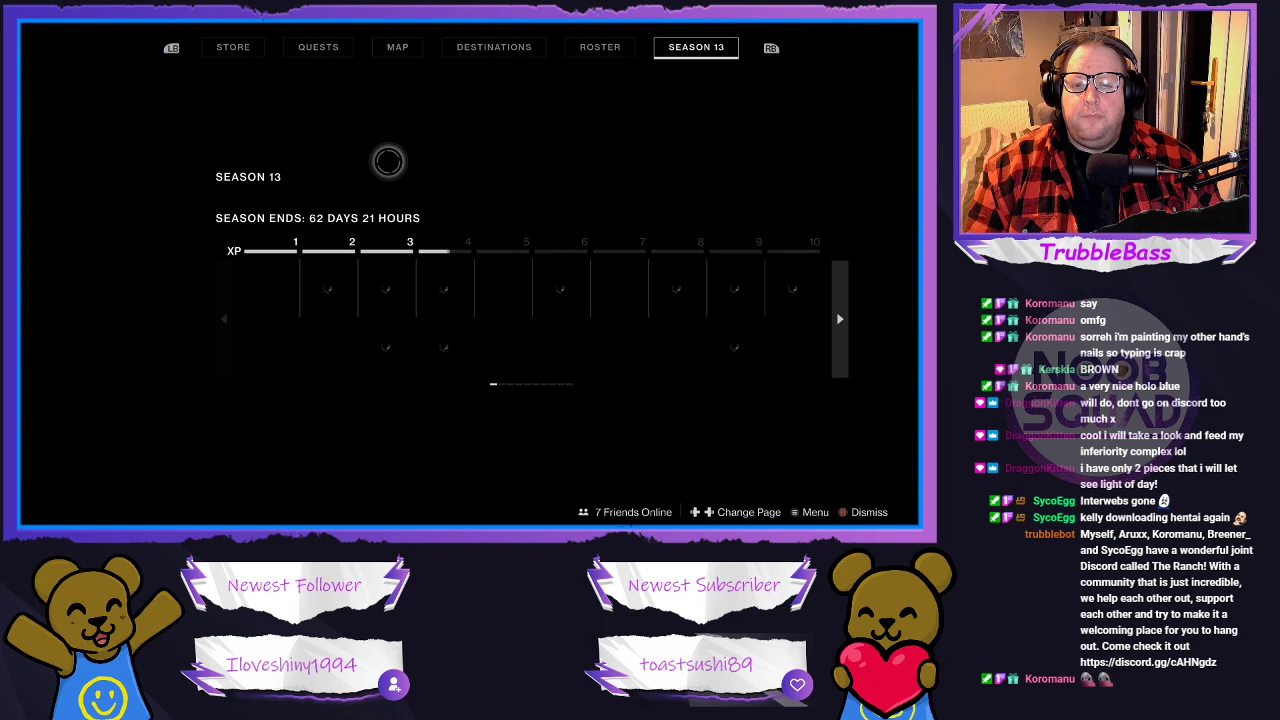 LB STORE QUESTS MAP DESTINATIONS ROSTER SEASON 13 RB
SEASON 13
SEASON ENDS: 62 DAYS 21 HOURS
XP 1 2 3 4 5 6 7 8 9 10
7 Friends Online Change Page Menu B Dismiss
TrubbleBass
NOOB
SQUAD
Koromanu say
Koromanu omfg
Koromanu sorreh i'm painting my other hand's
nails so typing is crap
Kerskia BROWN
Koromanu a very nice holo blue
DraggonKitten will do, dont go on discord too
much x
DraggonKitten cool i will take a look and feed my
inferiority complex lol
DraggonKitten i have only 2 pieces that i will let
see light of day!
SycoEgg Interwebs gone
SycoEgg kelly downloading hentai again
trubblebot Myself, Aruxx, Koromanu, Breener_
and SycoEgg have a wonderful joint
Discord called The Ranch! With a
community that is just incredible,
we help each other out, support
each other and try to make it a
welcoming place for you to hang
out. Come check it out
https://discord.gg/cAHNgdz
Koromanu
Newest Follower
Iloveshiny1994
Newest Subscriber
toastsushi89